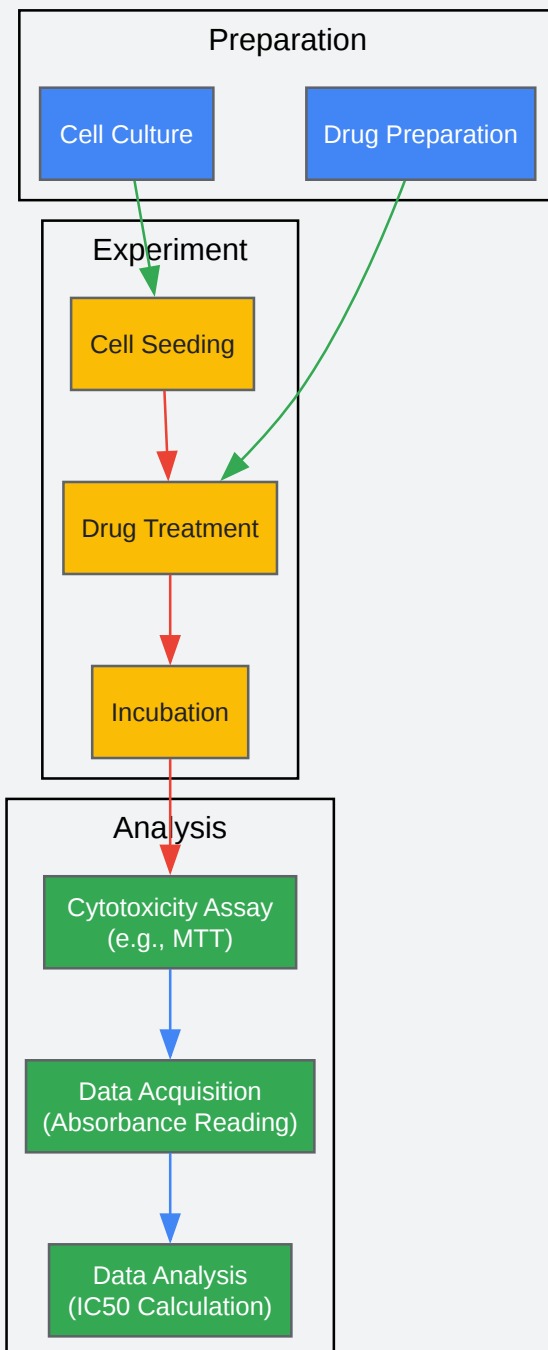 Preparation
Cell Culture
Drug Preparation
Experiment
Cell Seeding
Drug Treatment
Incubation
Analysis
Cytotoxicity Assay
(e.g., MTT)
Data Acquisition
(Absorbance Reading)
Data Analysis
(IC50 Calculation)